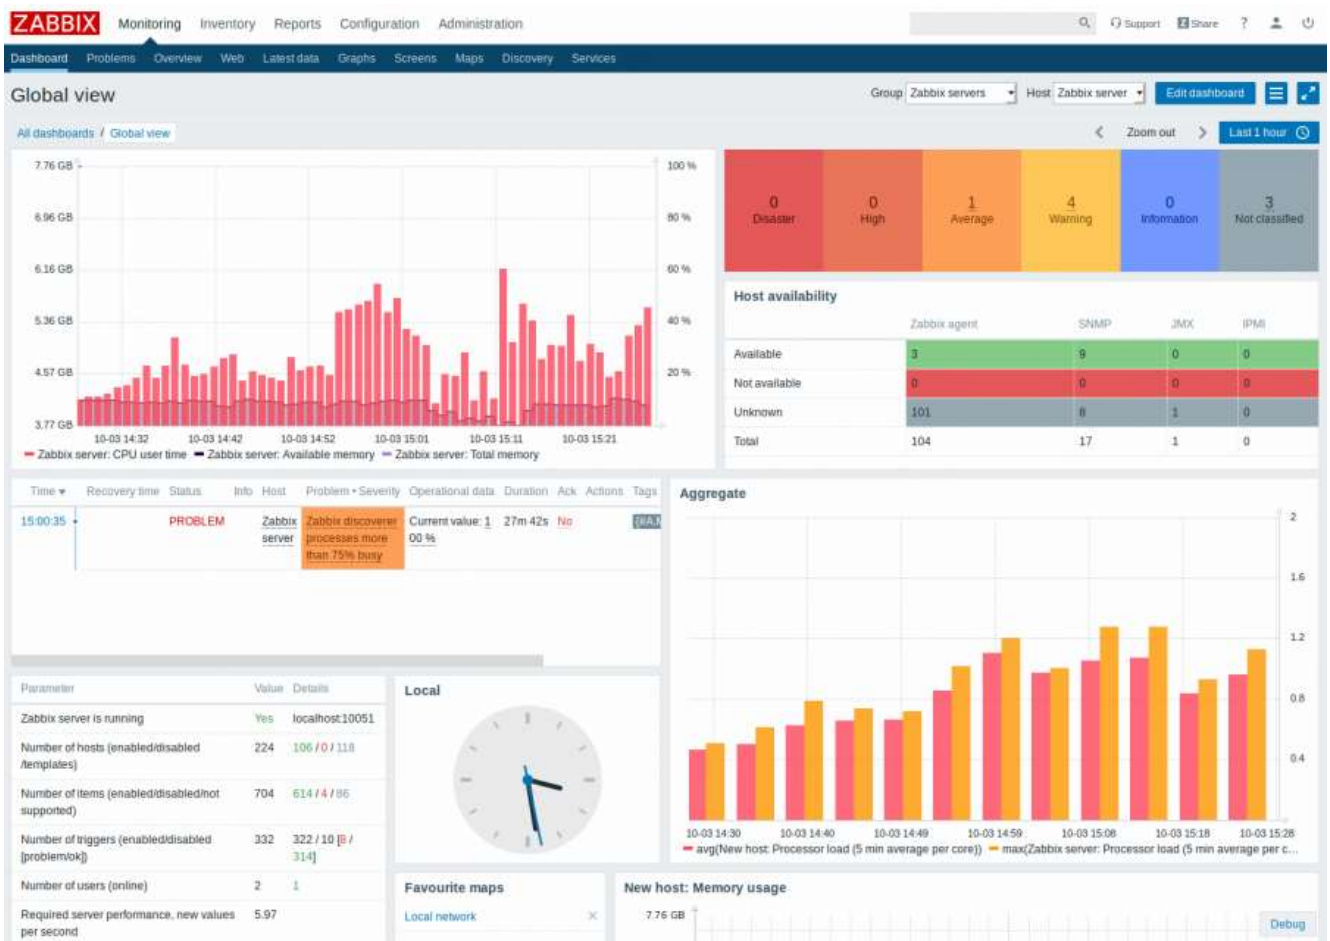 ZABBIX Monitoring Inventory Reports Configuration Administration Support Z Share ?
Dashboard Problems Overview Web Latest data Graphs Screens Maps Discovery Services
Global view Group Zabbix servers Host Zabbix server Edit dashboard
All dashboards / Global view Zoom out Last 1 hour
7.76 GB 100 %
6.96 GB 80 %
6.16 GB 60 %
5.36 GB 40 %
4.57 GB 20 %
3.77 GB
10-03 14:32 10-03 14:42 10-03 14:52 10-03 15:01 10-03 15:11 10-03 15:21
Zabbix server: CPU user time Zabbix server: Available memory Zabbix server: Total memory
0 0 1 4 0 3
Disaster High Average Warning Information Not classified
Host availability
Zabbix agent SNMP JMX IPMI
Available 3 9 0 0
Not available 0 0 0 0
Unknown 101 8 1 0
Total 104 17 1 0
Time Recovery time Status Info Host Problem • Severity Operational data Duration Ack Actions Tags
15:00:35 PROBLEM Zabbix Zabbix discoverer Current value: 1 27m 42s No
server processes more 00 %
than 75% busy
Aggregate
2
1.6
1.2
0.8
0.4
10-03 14:30 10-03 14:40 10-03 14:49 10-03 14:59 10-03 15:08 10-03 15:18 10-03 15:28
avg(New host: Processor load (5 min average per core)) max(Zabbix server: Processor load (5 min average per c...
Parameter Value Details
Zabbix server is running Yes localhost:10051
Number of hosts (enabled/disabled 224 106 / 0 / 118
/templates)
Number of items (enabled/disabled/not 704 614 / 4 / 86
supported)
Number of triggers (enabled/disabled 332 322 / 10 [8 /
[problem/ok]) 314]
Number of users (online) 2 1
Required server performance, new values 5.97
per second
Local
Favourite maps
Local network
New host: Memory usage
7.76 GB
Debug